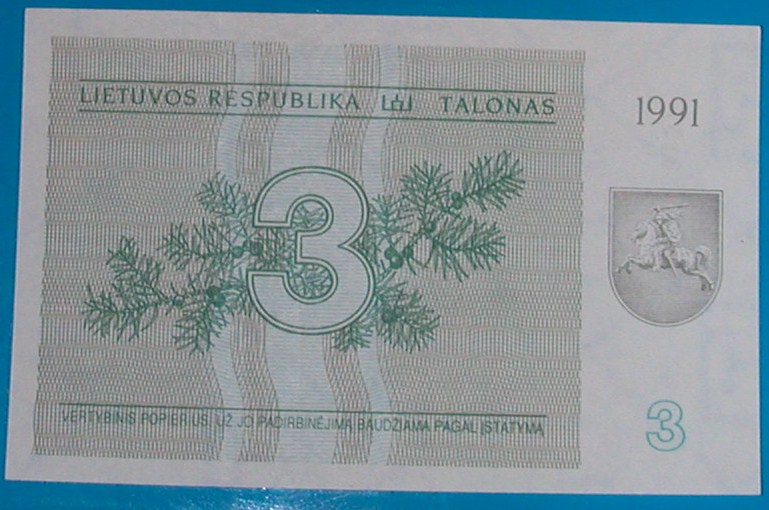 LIETUVOS RESPUBLIKA TALONAS
1991
3
VERTYBINIS POPIERIUS. UŽ JO PADIRBINĖJIMĄ BAUDŽIAMA PAGAL ĮSTATYMĄ
3